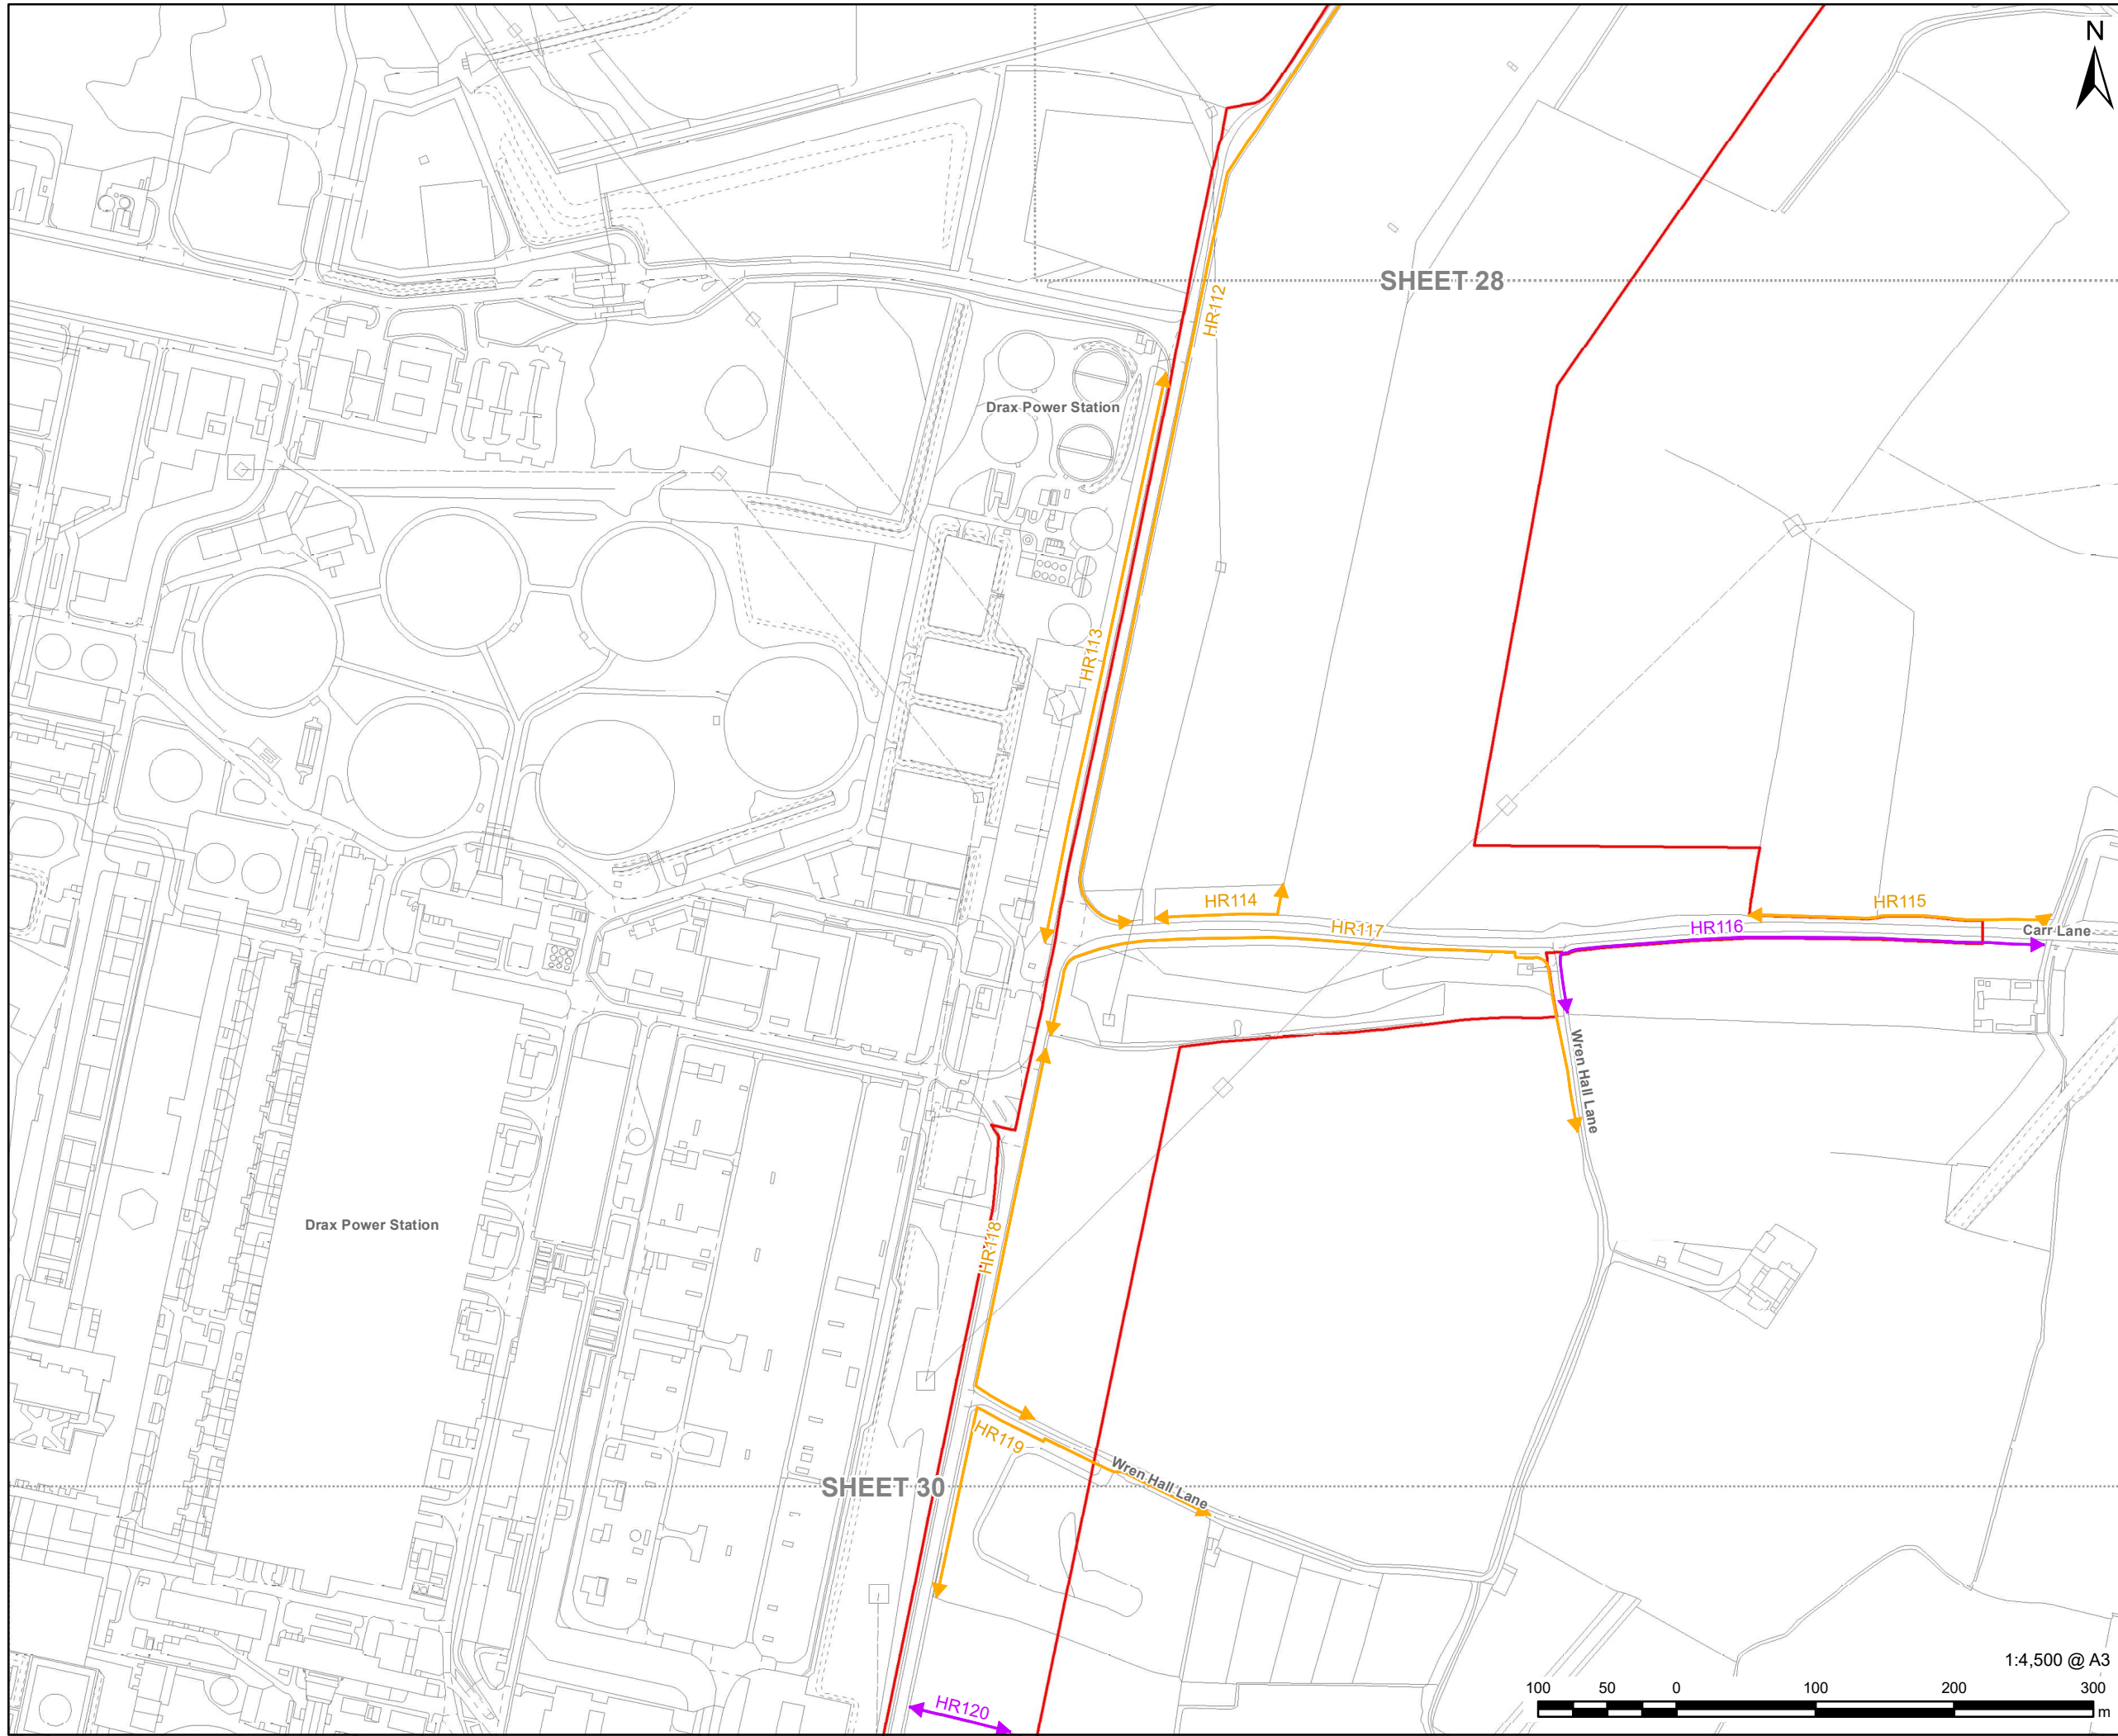 N
SHEET 28
HR112
Drax Power Station
HR113
HR114
HR115
HR117
HR116
Carr Lane
Wren Hall Lane
Drax Power Station
HR118
HR119
Wren Hall Lane
SHEET 30
1:4,500 @ A3
100 50 0 100 200 300
m
HR120